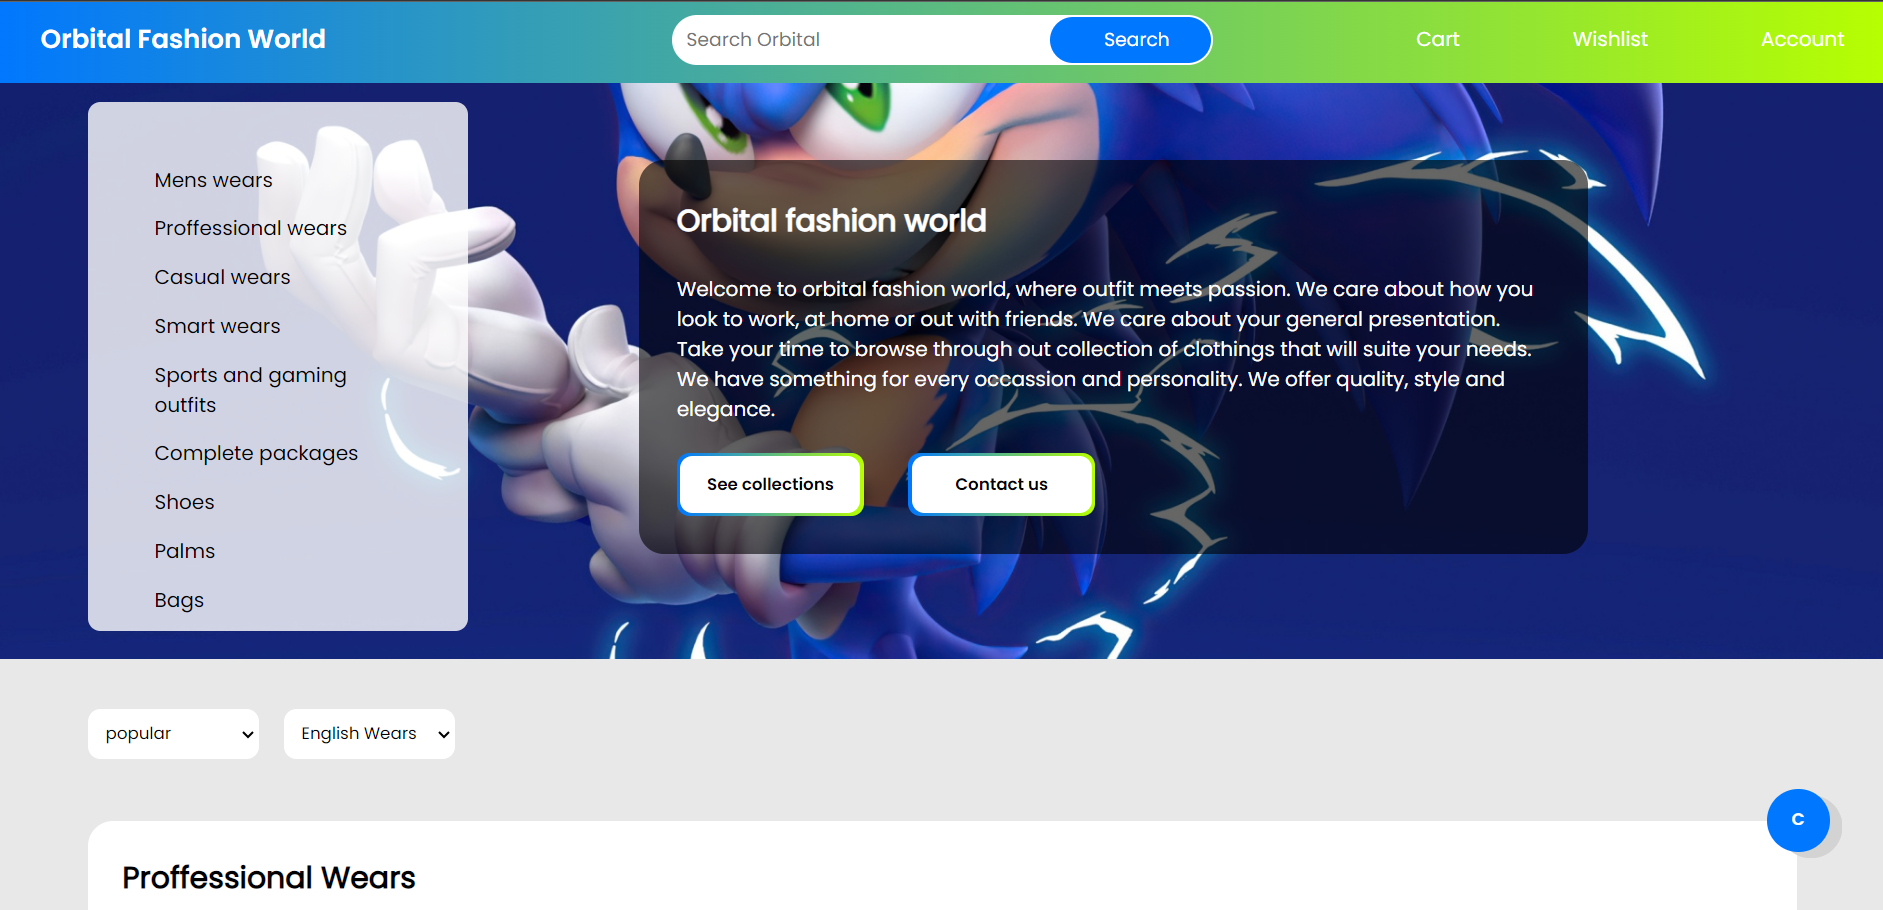 Orbital Fashion World
Search Orbital
Search
Cart
Wishlist
Account
Mens wears
Proffessional wears
Casual wears
Smart wears
Sports and gaming
outfits
Complete packages
Shoes
Palms
Bags
Orbital fashion world
Welcome to orbital fashion world, where outfit meets passion. We care about how you
look to work, at home or out with friends. We care about your general presentation.
Take your time to browse through out collection of clothings that will suite your needs.
We have something for every occassion and personality. We offer quality, style and
elegance.
See collections
Contact us
popular
English Wears
C
Proffessional Wears